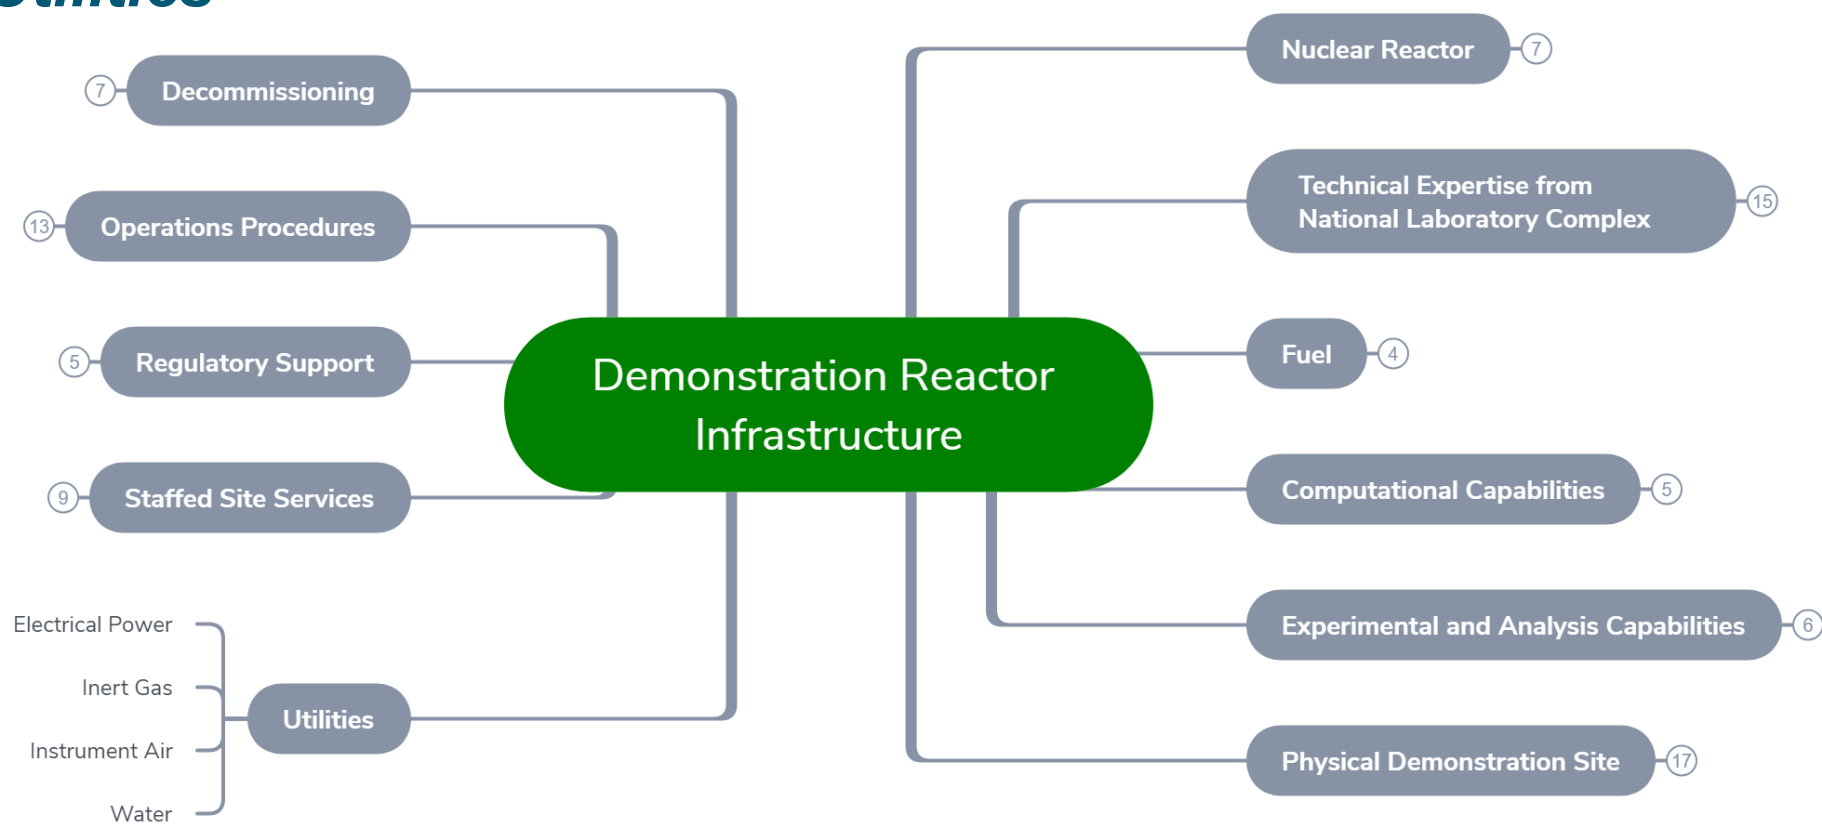 Utilities
Decommissioning
7
Operations Procedures
13
Regulatory Support
5
Staffed Site Services
9
Utilities
Electrical Power
Inert Gas
Instrument Air
Water
Demonstration Reactor
Infrastructure
Nuclear Reactor
7
Technical Expertise from
National Laboratory Complex
15
Fuel
4
Computational Capabilities
5
Experimental and Analysis Capabilities
6
Physical Demonstration Site
17